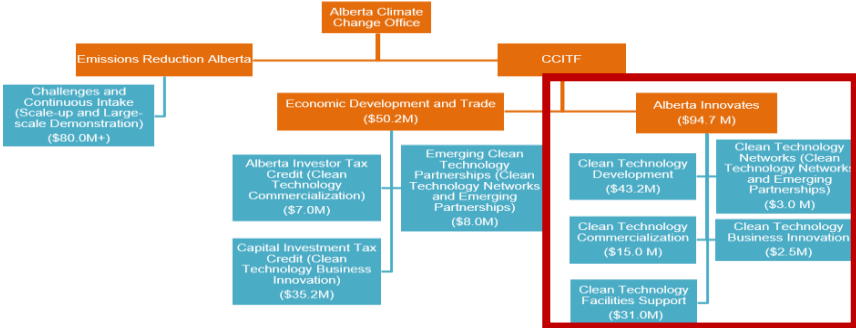 Alberta Climate
Change Office
Emissions Reduction Alberta
CCITF
Challenges and
Continuous Intake
(Scale-up and Large-
scale Demonstration)
($80.0M+)
Economic Development and Trade
($50.2M)
Alberta Innovates
($94.7 M)
Alberta Investor Tax
Credit (Clean
Technology
Commercialization)
($7.0M)
Emerging Clean
Technology
Partnerships (Clean
Technology Networks
and Emerging
Partnerships)
($8.0M)
Capital Investment Tax
Credit (Clean
Technology Business
Innovation)
($35.2M)
Clean Technology
Development
($43.2M)
Clean Technology
Networks (Clean
Technology Networks
and Emerging
Partnerships)
($3.0 M)
Clean Technology
Commercialization
($15.0 M)
Clean Technology
Business Innovation
($2.5M)
Clean Technology
Facilities Support
($31.0M)